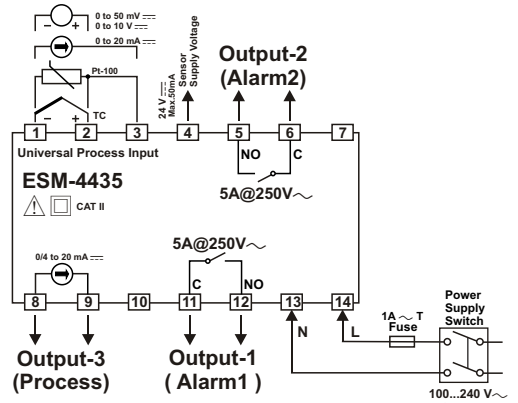 0 to 50 mV
0 to 10 V
0 to 20 mA
Pt-100
TC
24 V
Max.50mA
Sensor
Supply Voltage
Output-2
(Alarm2)
1 2 3 4 5 6 7
Universal Process Input
NO C
ESM-4435
5A@250V~
CAT II
0/4 to 20 mA
5A@250V~
C NO
8 9 10 11 12 13 14
Output-3
(Process)
Output-1
( Alarm1 )
N
L
1A ~ T
Fuse
Power
Supply
Switch
100...240 V~